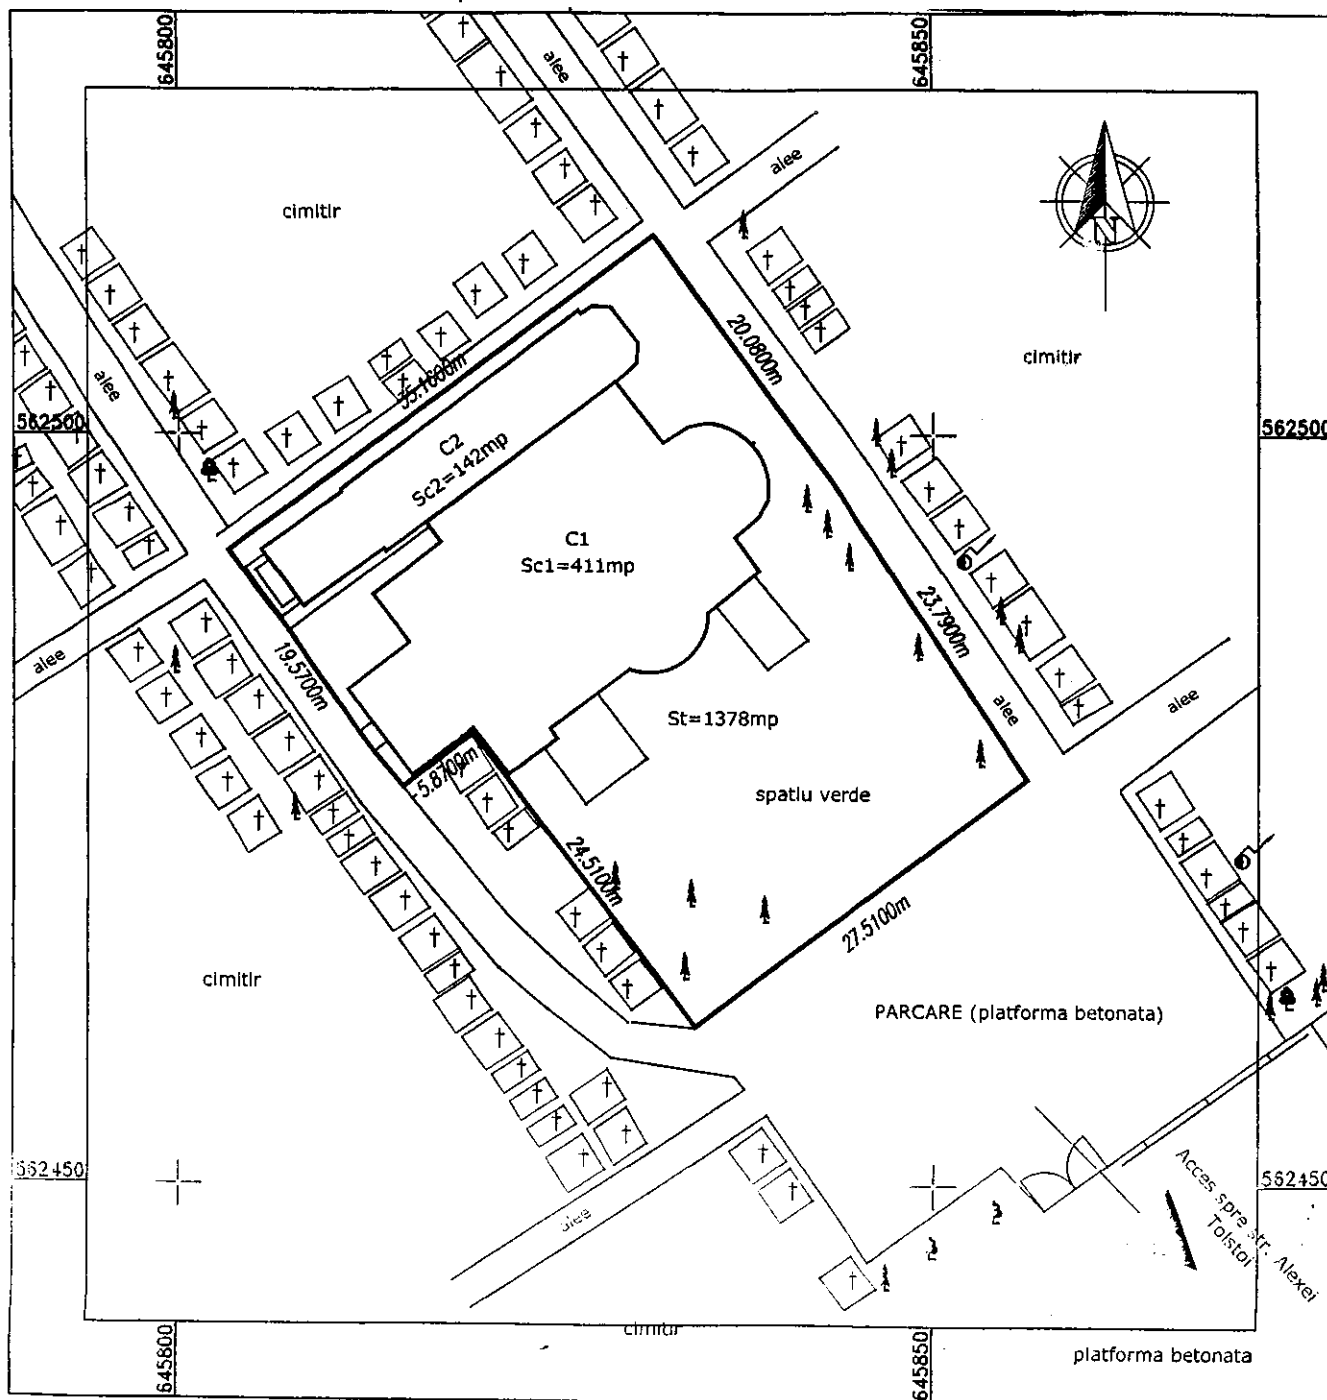 645800
645850
alee
alee
N
cimitir
cimitir
20.0800m
35.1600m
alee
562500
562500
C2
Sc2=142mp
C1
Sc1=411mp
23.7900m
alee
19.5700m
St=1378mp
alee
alee
5.8700m
spatiu verde
24.5100m
27.5100m
cimitir
PARCARE (platforma betonata)
562450
562450
Acces spre str. Alexei
Tolstoi
alee
cimitir
platforma betonata
645800
645850